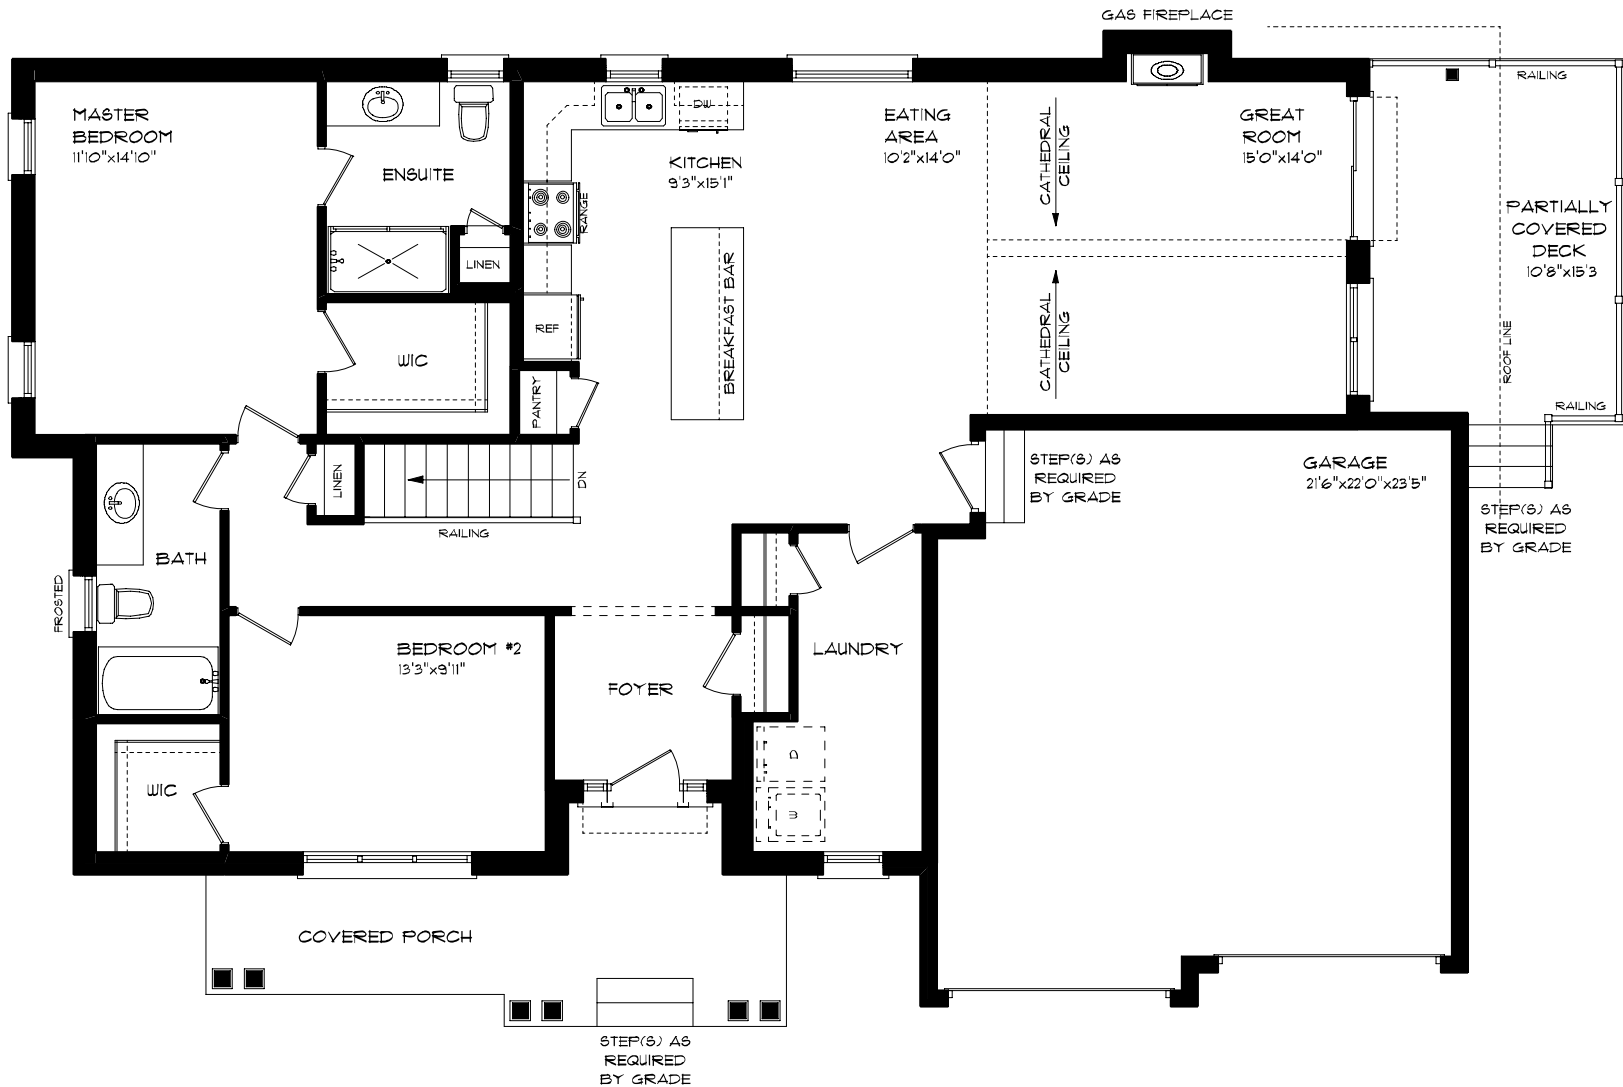 GAS FIREPLACE
RAILING
MASTER
BEDROOM
11'10"x14'10"
ENSUITE
LINEN
WIC
DW
KITCHEN
9'3"x15'1"
RANGE
REF
PANTRY
BREAKFAST BAR
EATING
AREA
10'2"x14'0"
CATHEDRAL
CEILING
CATHEDRAL
CEILING
GREAT
ROOM
15'0"x14'0"
PARTIALLY
COVERED
DECK
10'8"x15'3
ROOF LINE
RAILING
LINEN
DN
RAILING
STEP(S) AS
REQUIRED
BY GRADE
GARAGE
21'6"x22'0"x23'5"
STEP(S) AS
REQUIRED
BY GRADE
BATH
FROSTED
BEDROOM #2
13'3"x9'11"
FOYER
LAUNDRY
D
W
WIC
COVERED PORCH
STEP(S) AS
REQUIRED
BY GRADE